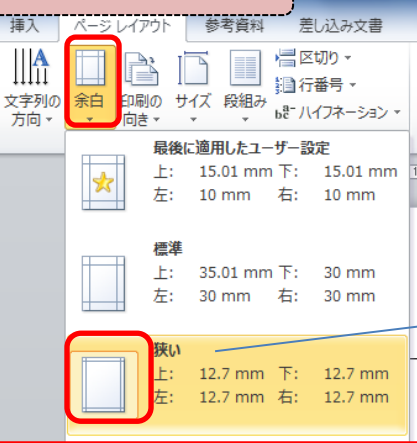 挿入 ページ レイアウト 参考資料 差し込み文書
文字列の方向 余白 印刷の向き サイズ 段組み
区切り
行番号
bc ハイフネーション
最後に適用したユーザー設定
上: 15.01 mm 下: 15.01 mm
左: 10 mm 右: 10 mm
標準
上: 35.01 mm 下: 30 mm
左: 30 mm 右: 30 mm
狭い
上: 12.7 mm 下: 12.7 mm
左: 12.7 mm 右: 12.7 mm